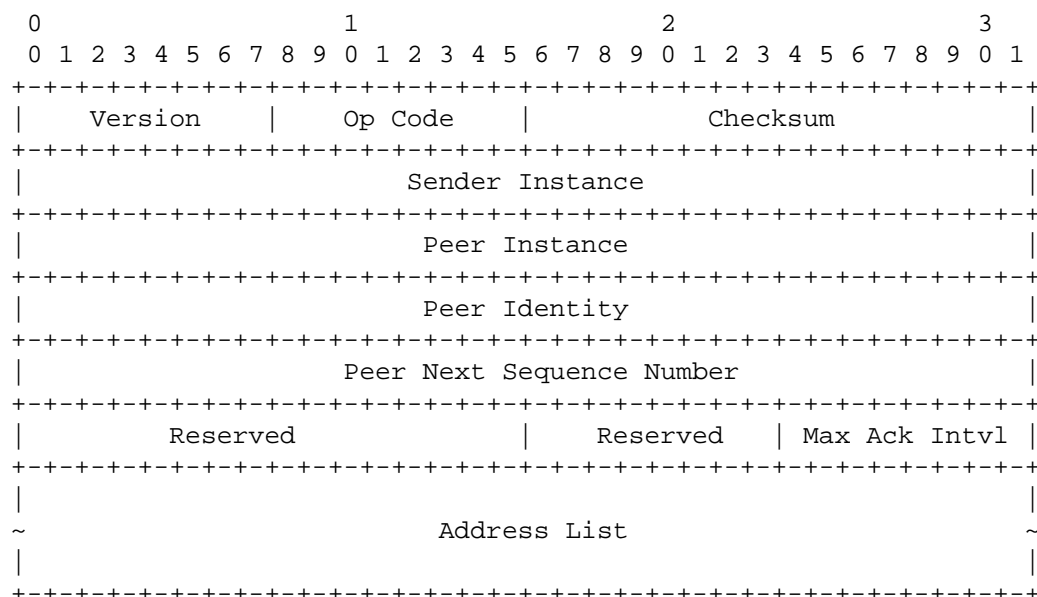 0                   1                   2                   3
 0 1 2 3 4 5 6 7 8 9 0 1 2 3 4 5 6 7 8 9 0 1 2 3 4 5 6 7 8 9 0 1
+-+-+-+-+-+-+-+-+-+-+-+-+-+-+-+-+-+-+-+-+-+-+-+-+-+-+-+-+-+-+-+-+
|    Version    |    Op Code    |           Checksum            |
+-+-+-+-+-+-+-+-+-+-+-+-+-+-+-+-+-+-+-+-+-+-+-+-+-+-+-+-+-+-+-+-+
|                        Sender Instance                        |
+-+-+-+-+-+-+-+-+-+-+-+-+-+-+-+-+-+-+-+-+-+-+-+-+-+-+-+-+-+-+-+-+
|                         Peer Instance                         |
+-+-+-+-+-+-+-+-+-+-+-+-+-+-+-+-+-+-+-+-+-+-+-+-+-+-+-+-+-+-+-+-+
|                         Peer Identity                         |
+-+-+-+-+-+-+-+-+-+-+-+-+-+-+-+-+-+-+-+-+-+-+-+-+-+-+-+-+-+-+-+-+
|                    Peer Next Sequence Number                  |
+-+-+-+-+-+-+-+-+-+-+-+-+-+-+-+-+-+-+-+-+-+-+-+-+-+-+-+-+-+-+-+-+
|         Reserved              |    Reserved   | Max Ack Intvl |
+-+-+-+-+-+-+-+-+-+-+-+-+-+-+-+-+-+-+-+-+-+-+-+-+-+-+-+-+-+-+-+-+
|                                                               |
~                          Address List                         ~
|                                                               |
+-+-+-+-+-+-+-+-+-+-+-+-+-+-+-+-+-+-+-+-+-+-+-+-+-+-+-+-+-+-+-+-+